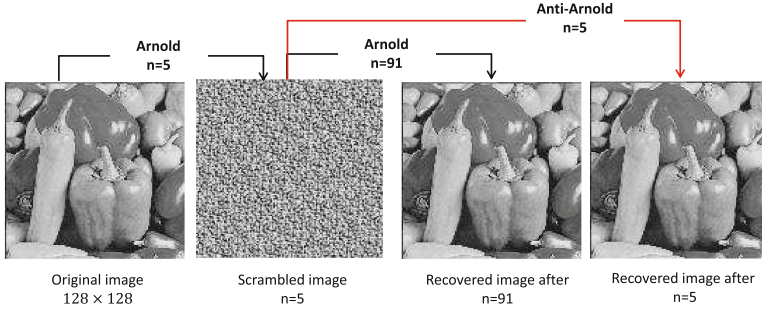 Anti-Arnold
n=5
Arnold
n=5
Arnold
n=91
Original image
128 × 128
Scrambled image
n=5
Recovered image after
n=91
Recovered image after
n=5